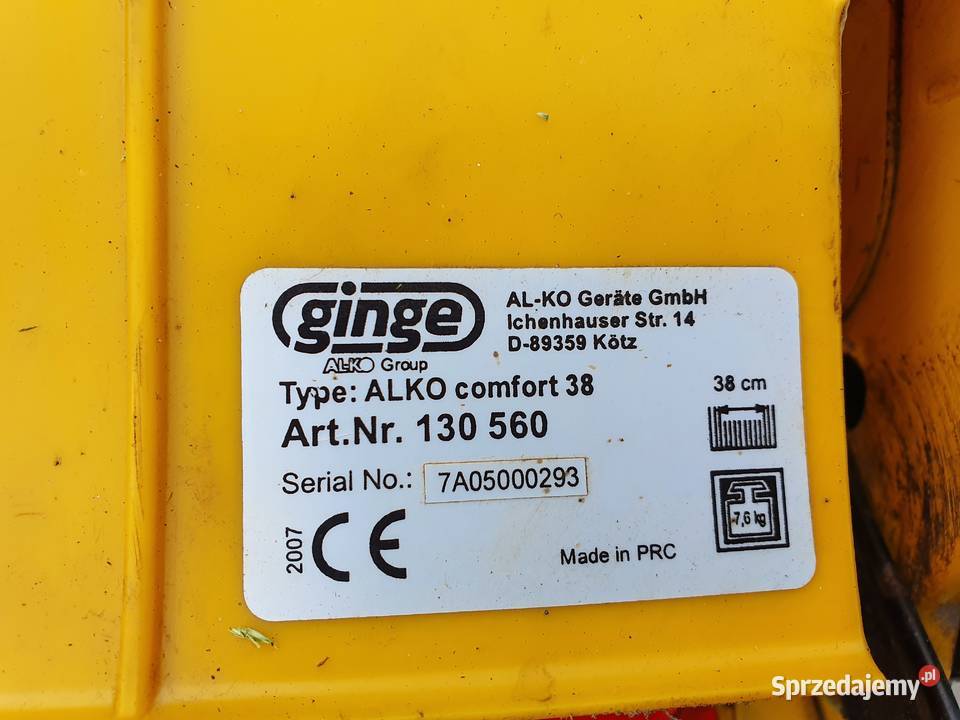 ginge
AL-KO Group
AL-KO Geräte GmbH
Ichenhauser Str. 14
D-89359 Kötz
Type: ALKO comfort 38
Art.Nr. 130 560
38 cm
Serial No.: 7A05000293
7,6 kg
2007
CE
Made in PRC
Sprzedajemy.pl